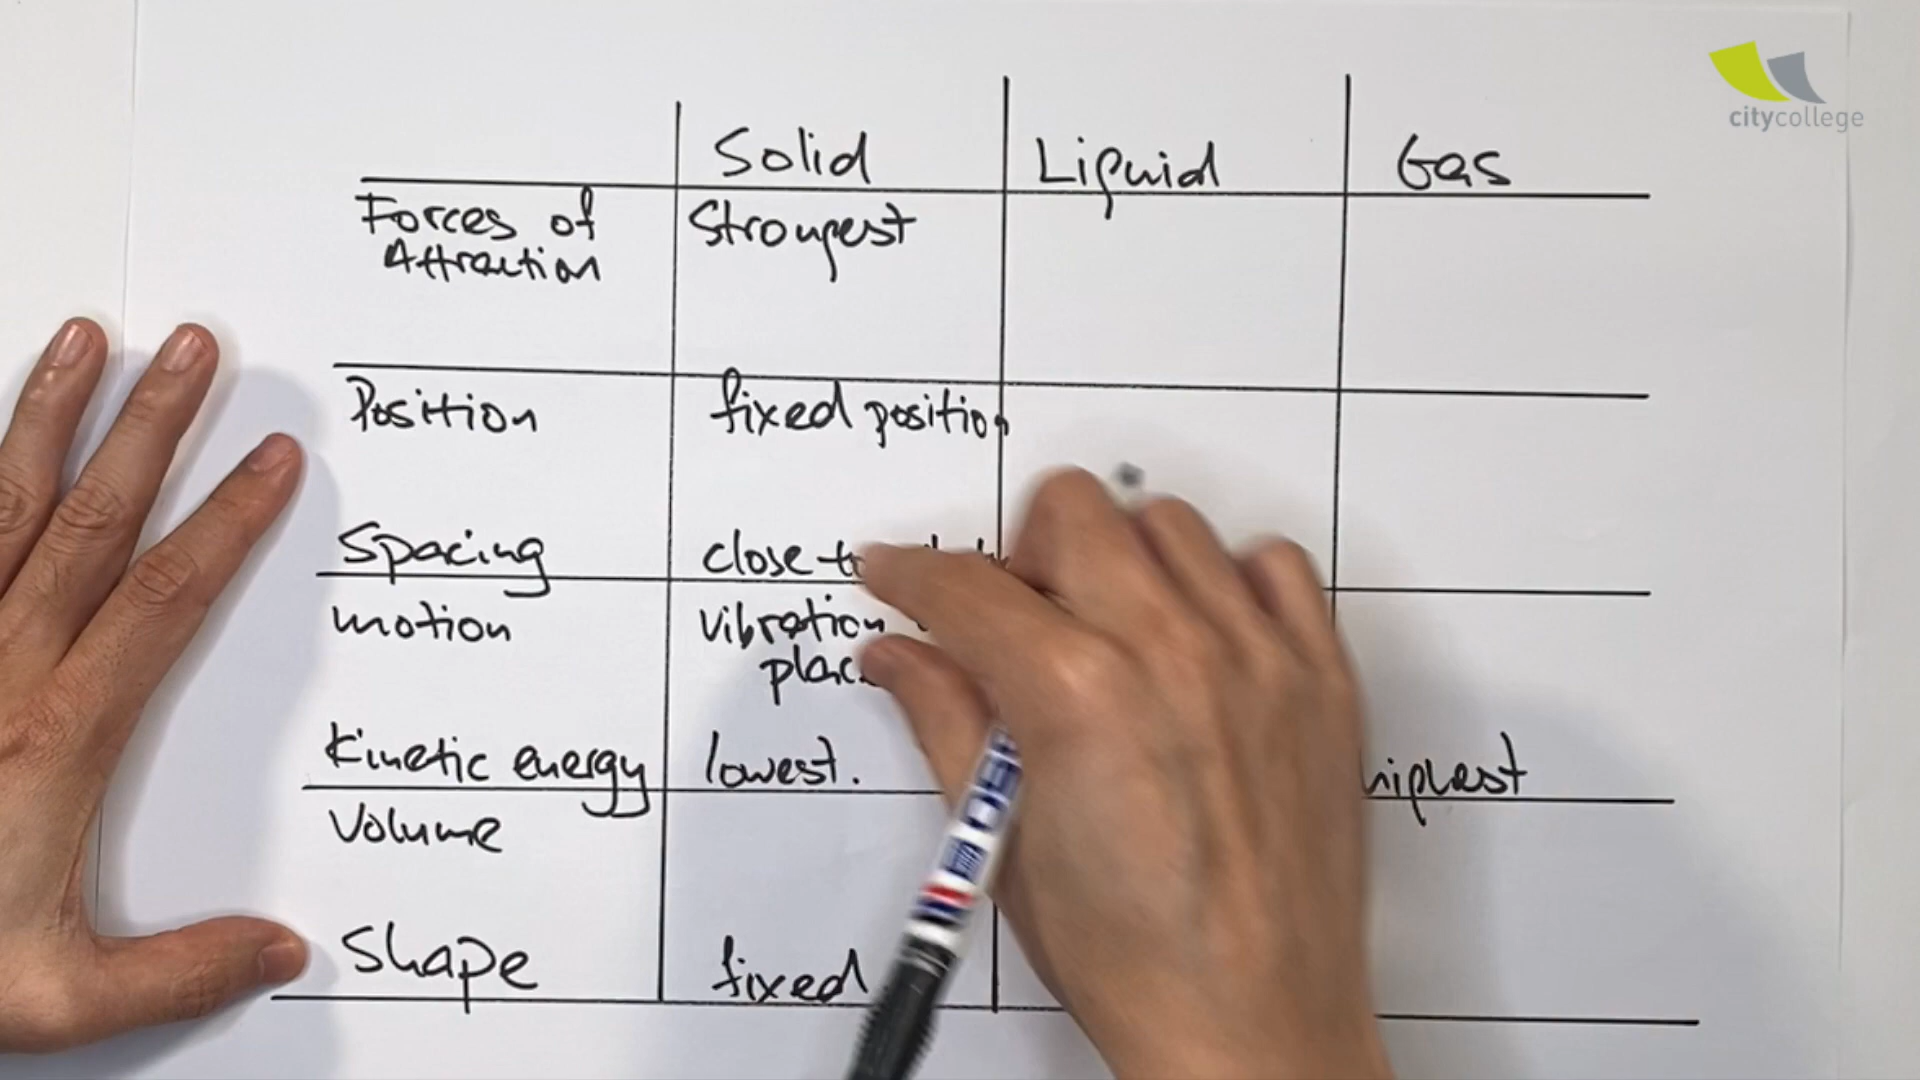 citycollege
Solid Liquid Gas
Forces of Strongest
Attraction
Position fixed position
Spacing close
motion vibration
Kinetic energy lowest. highest
Volume
Shape fixed